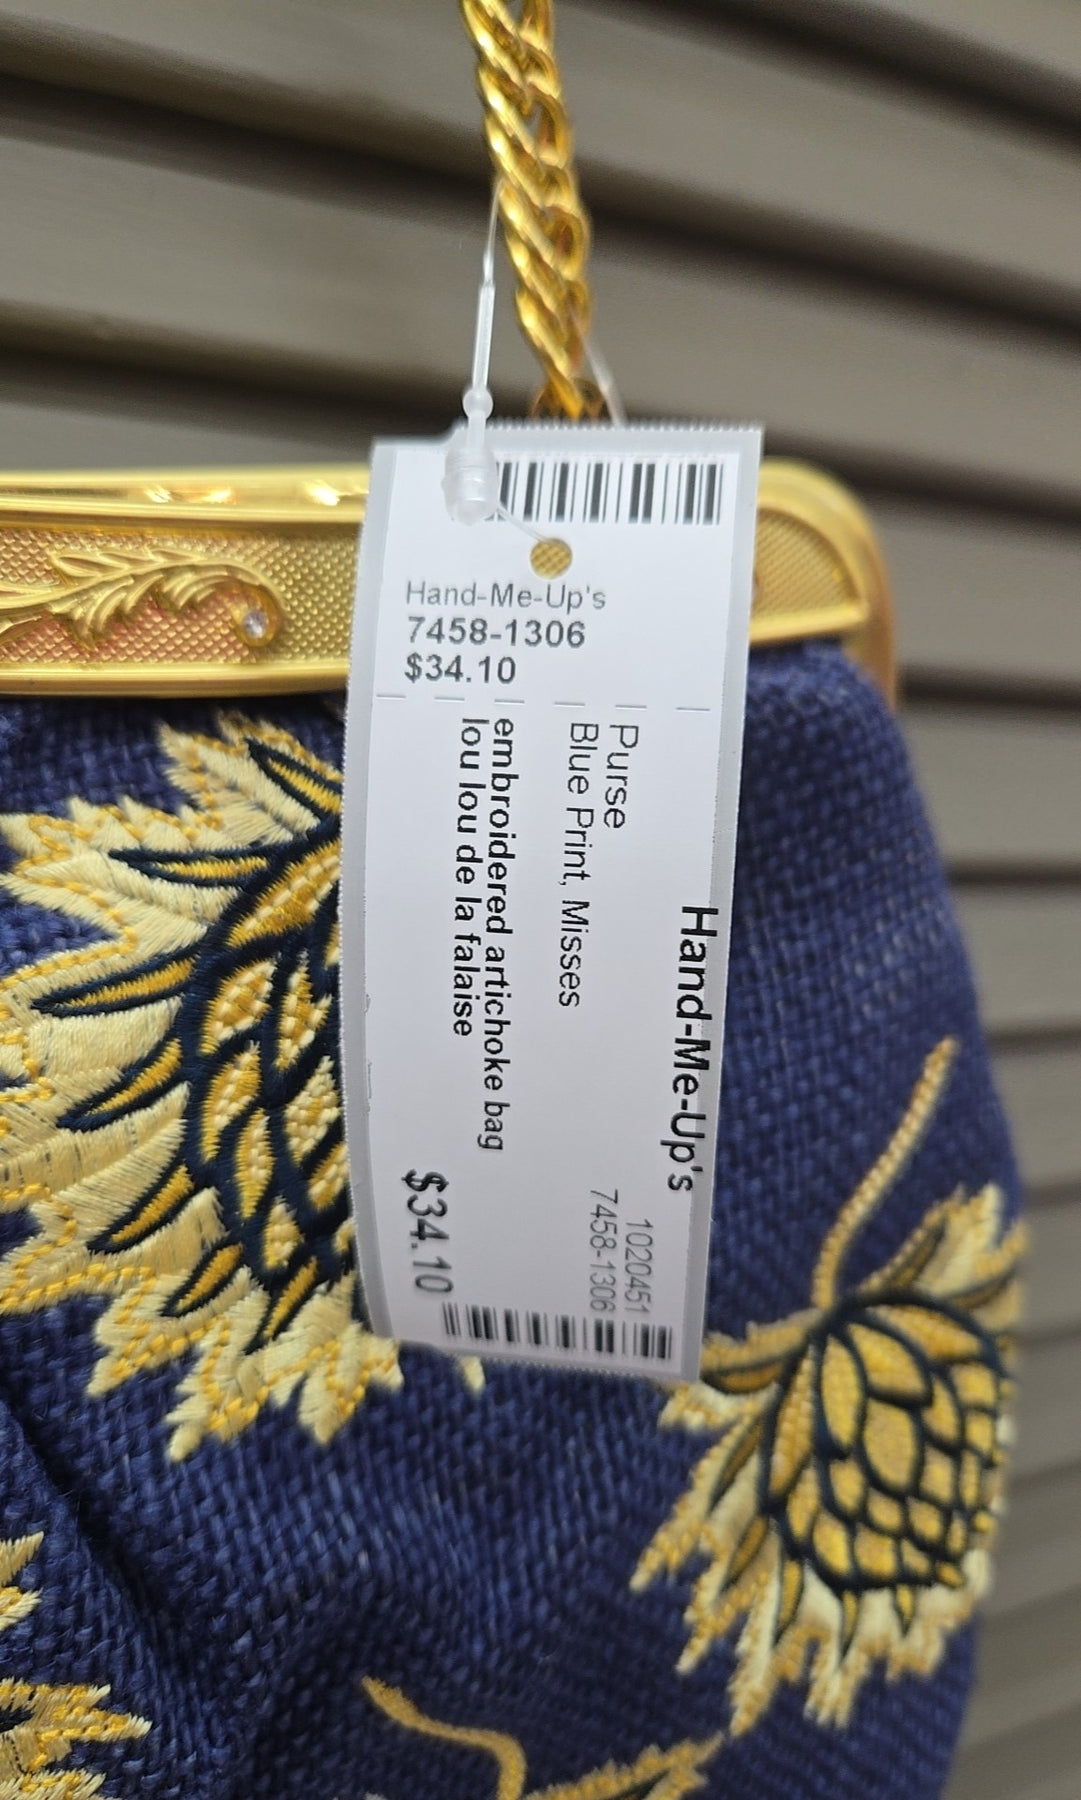 Hand-Me-Up's
7458-1306
$34.10
Hand-Me-Up's
1020451
7458-1306
Purse
Blue Print, Misses
embroidered artichoke bag
lou lou de la falaise
$34.10